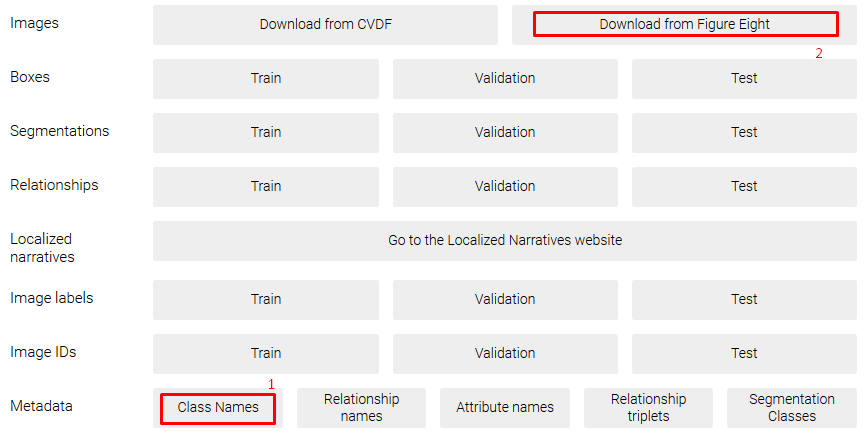 Images
Download from CVDF
Download from Figure Eight
2
Boxes
Train
Validation
Test
Segmentations
Train
Validation
Test
Relationships
Train
Validation
Test
Localized
narratives
Go to the Localized Narratives website
Image labels
Train
Validation
Test
Image IDs
Train
Validation
Test
1
Metadata
Class Names
Relationship
names
Attribute names
Relationship
triplets
Segmentation
Classes